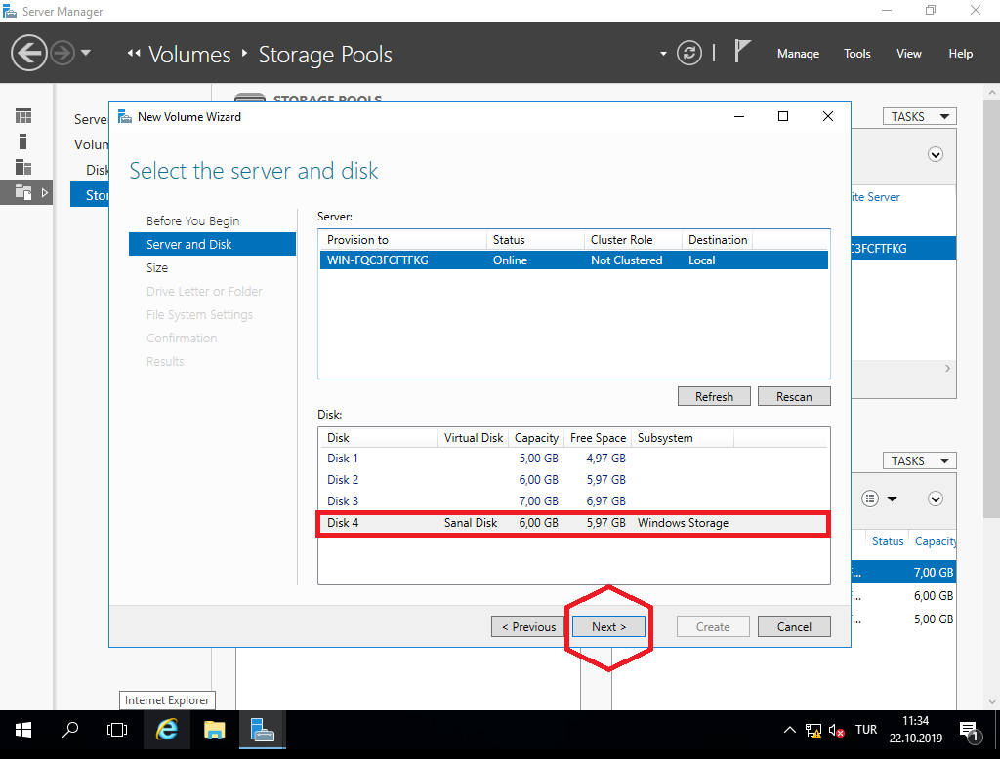 Server Manager
Volumes Storage Pools
Manage Tools View Help
STORAGE POOLS
TASKS
Serve
Volum
Disk
Stor
New Volume Wizard
Select the server and disk
Before You Begin
Server and Disk
Size
Drive Letter or Folder
File System Settings
Confirmation
Results
Server:
Provision to Status Cluster Role Destination
WIN-FQC3FCFTFKG Online Not Clustered Local
Refresh Rescan
Disk:
Disk Virtual Disk Capacity Free Space Subsystem
Disk 1 5,00 GB 4,97 GB
Disk 2 6,00 GB 5,97 GB
Disk 3 7,00 GB 6,97 GB
Disk 4 Sanal Disk 6,00 GB 5,97 GB Windows Storage
< Previous Next > Create Cancel
ite Server
C3FCFTFKG
TASKS
Status Capacity
F... 7,00 GB
F... 6,00 GB
F... 5,00 GB
Internet Explorer
TUR
11:34
22.10.2019
1